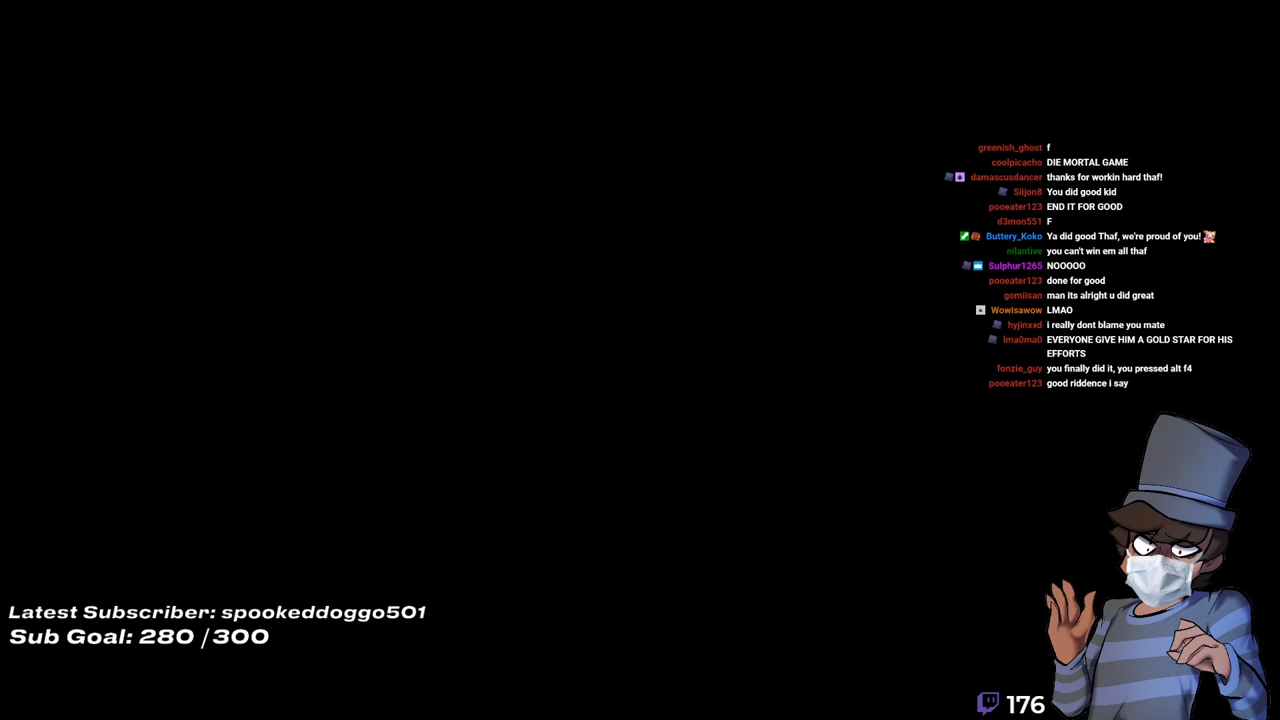 greenish_ghost f
coolpicacho DIE MORTAL GAME
damascusdancer thanks for workin hard thaf!
Siijon8 You did good kid
pooeater123 END IT FOR GOOD
d3mon551 F
Buttery_Koko Ya did good Thaf, we're proud of you!
nilantive you can't win em all thaf
Sulphur1265 NOOOOO
pooeater123 done for good
gomiisan man its alright u did great
Wowisawow LMAO
hyjinxxd i really dont blame you mate
lma0ma0 EVERYONE GIVE HIM A GOLD STAR FOR HIS
EFFORTS
fonzie_guy you finally did it, you pressed alt f4
pooeater123 good riddence i say
Latest Subscriber: spookeddoggo501
Sub Goal: 280 /300
176